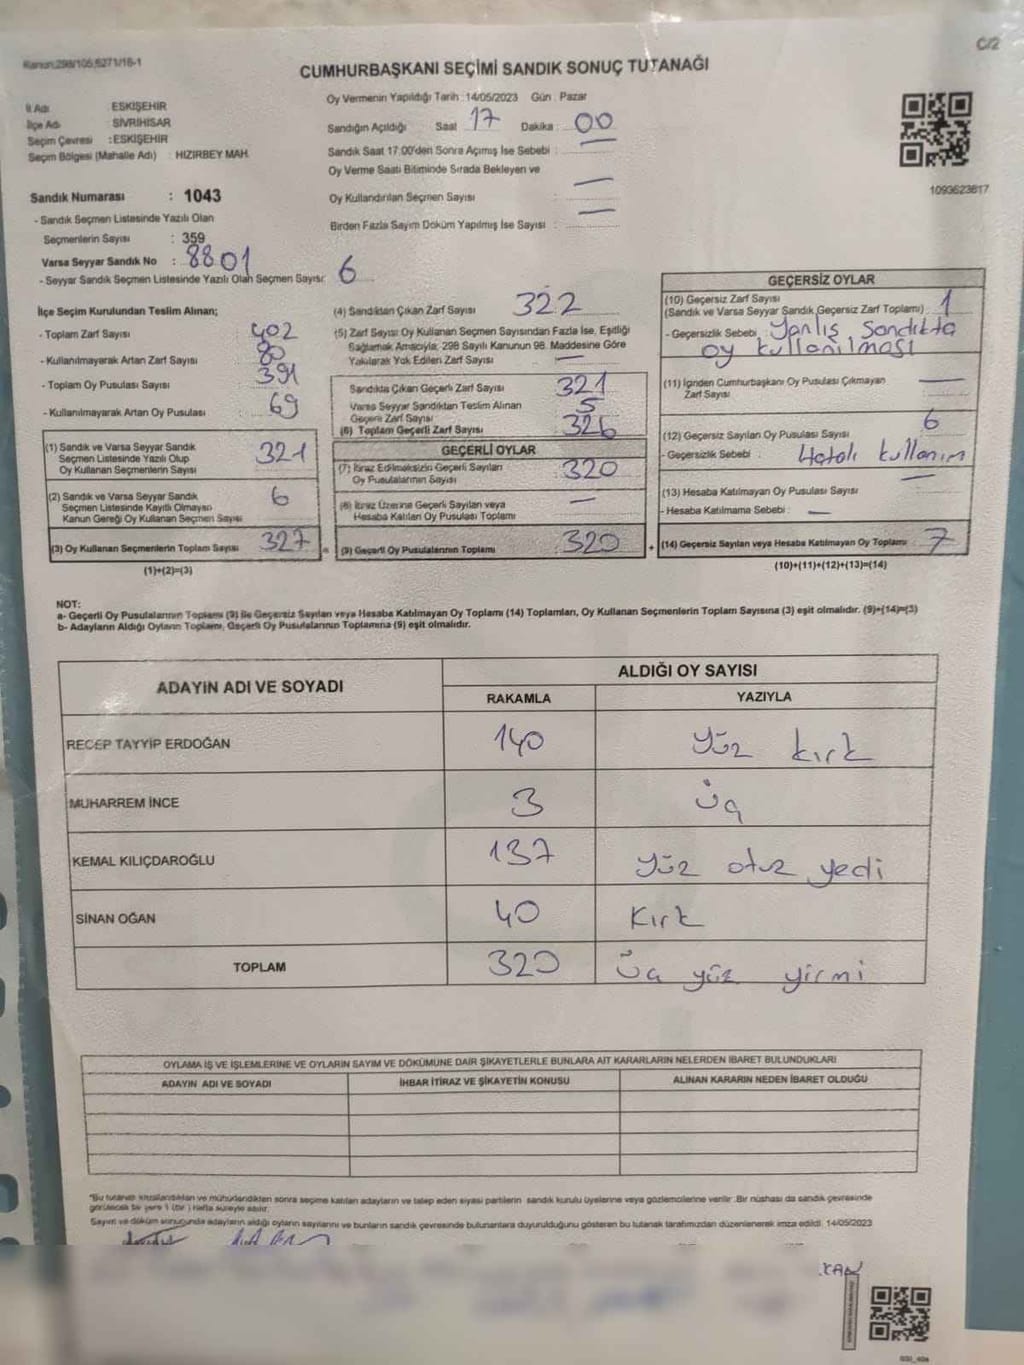 Kanun:298/105,6271/16-1
C/2
CUMHURBAŞKANI SEÇİMİ SANDIK SONUÇ TUTANAĞI
İl Adı : ESKİŞEHİR
İlçe Adı : SİVRİHİSAR
Seçim Çevresi : ESKİŞEHİR
Seçim Bölgesi (Mahalle Adı) : HIZIRBEY MAH.
Oy Vermenin Yapıldığı Tarih :14/05/2023 Gün : Pazar
Sandığın Açıldığı Saat 17 Dakika : 00
Sandık Saat 17:00'den Sonra Açımış İse Sebebi :
Oy Verme Saati Bitiminde Sırada Bekleyen ve
Oy Kullandırılan Seçmen Sayısı : —
Birden Fazla Sayım Döküm Yapılmış İse Sayısı : —
1093623817
Sandık Numarası : 1043
- Sandık Seçmen Listesinde Yazılı Olan
Seçmenlerin Sayısı : 359
Varsa Seyyar Sandık No : 8801
- Seyyar Sandık Seçmen Listesinde Yazılı Olan Seçmen Sayısı: 6
İlçe Seçim Kurulundan Teslim Alınan;
- Toplam Zarf Sayısı : 402
- Kullanılmayarak Artan Zarf Sayısı : 80
- Toplam Oy Pusulası Sayısı : 391
- Kullanılmayarak Artan Oy Pusulası : 69
(1) Sandık ve Varsa Seyyar Sandık
Seçmen Listesinde Yazılı Olup
Oy Kullanan Seçmenlerin Sayısı 321
(2) Sandık ve Varsa Seyyar Sandık
Seçmen Listesinde Kayıtlı Olmayan
Kanun Gereği Oy Kullanan Seçmen Sayısı 6
(3) Oy Kullanan Seçmenlerin Toplam Sayısı 327
(1)+(2)=(3)
(4) Sandıktan Çıkan Zarf Sayısı 322
(5) Zarf Sayısı Oy Kullanan Seçmen Sayısından Fazla İse, Eşitliği
Sağlamak Amacıyla; 298 Sayılı Kanunun 98. Maddesine Göre
Yakılarak Yok Edilen Zarf Sayısı —
Sandıkta Çıkan Geçerli Zarf Sayısı 321
Varsa Seyyar Sandıktan Teslim Alınan
Geçerli Zarf Sayısı 5
(6) Toplam Geçerli Zarf Sayısı 326
GEÇERLİ OYLAR
(7) İtiraz Edilmeksizin Geçerli Sayılan
Oy Pusulalarının Sayısı 320
(8) İtiraz Üzerine Geçerli Sayılan veya
Hesaba Katılan Oy Pusulası Toplamı —
= (9) Geçerli Oy Pusulalarının Toplamı 320
GEÇERSİZ OYLAR
(10) Geçersiz Zarf Sayısı
(Sandık ve Varsa Seyyar Sandık Geçersiz Zarf Toplamı) 1
- Geçersizlik Sebebi : Yanlış Sandıkta
oy kullanılması
(11) İçinden Cumhurbaşkanı Oy Pusulası Çıkmayan
Zarf Sayısı —
(12) Geçersiz Sayılan Oy Pusulası Sayısı 6
- Geçersizlik Sebebi : Hatalı kullanım
(13) Hesaba Katılmayan Oy Pusulası Sayısı —
- Hesaba Katılmama Sebebi : —
+ (14) Geçersiz Sayılan veya Hesaba Katılmayan Oy Toplamı 7
(10)+(11)+(12)+(13)=(14)
NOT:
a- Geçerli Oy Pusulalarının Toplamı (9) ile Geçersiz Sayılan veya Hesaba Katılmayan Oy Toplamı (14) Toplamları, Oy Kullanan Seçmenlerin Toplam Sayısına (3) eşit olmalıdır. (9)+(14)=(3)
b- Adayların Aldığı Oyların Toplamı, Geçerli Oy Pusulalarının Toplamına (9) eşit olmalıdır.
ADAYIN ADI VE SOYADI
ALDIĞI OY SAYISI
RAKAMLA YAZIYLA
RECEP TAYYİP ERDOĞAN 140 Yüz kırk
MUHARREM İNCE 3 üç
KEMAL KILIÇDAROĞLU 137 yüz otuz yedi
SİNAN OĞAN 40 Kırk
TOPLAM 320 Üç yüz yirmi
OYLAMA İŞ VE İŞLEMLERİNE VE OYLARIN SAYIM VE DÖKÜMÜNE DAİR ŞİKAYETLERLE BUNLARA AİT KARARLARIN NELERDEN İBARET BULUNDUKLARI
ADAYIN ADI VE SOYADI İHBAR İTİRAZ VE ŞİKAYETİN KONUSU ALINAN KARARIN NEDEN İBARET OLDUĞU
*Bu tutanak imzalandıktan ve mühürlendikten sonra seçime katılan adayların ve talep eden siyasi partilerin sandık kurulu üyelerine veya gözlemcilerine verilir. Bir nüshası da sandık çevresinde
görülecek bir yere 1 (bir) hafta süreyle asılır.
Sayım ve döküm sonucunda adayların aldığı oyların sayılarını ve bunların sandık çevresinde bulunanlara duyurulduğunu gösteren bu tutanak tarafımızdan düzenlenerek imza edildi. 14/05/2023